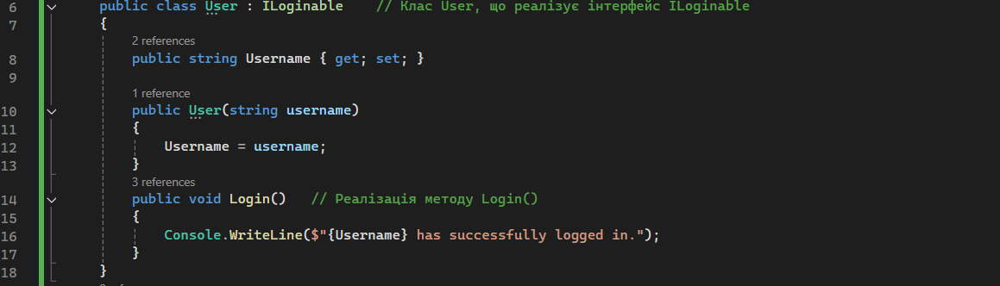 6 public class User : ILoginable // Клас User, що реалізує інтерфейс ILoginable
7 {
2 references
8 public string Username { get; set; }
9
1 reference
10 public User(string username)
11 {
12 Username = username;
13 }
3 references
14 public void Login() // Реалізація методу Login()
15 {
16 Console.WriteLine($"{Username} has successfully logged in.");
17 }
18 }